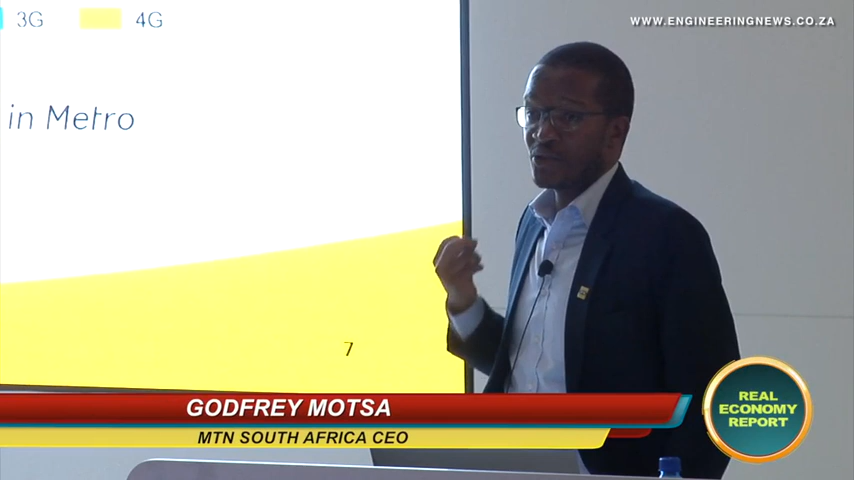 3G 4G
WWW.ENGINEERINGNEWS.CO.ZA
in Metro
7
GODFREY MOTSA
MTN SOUTH AFRICA CEO
REAL
ECONOMY
REPORT